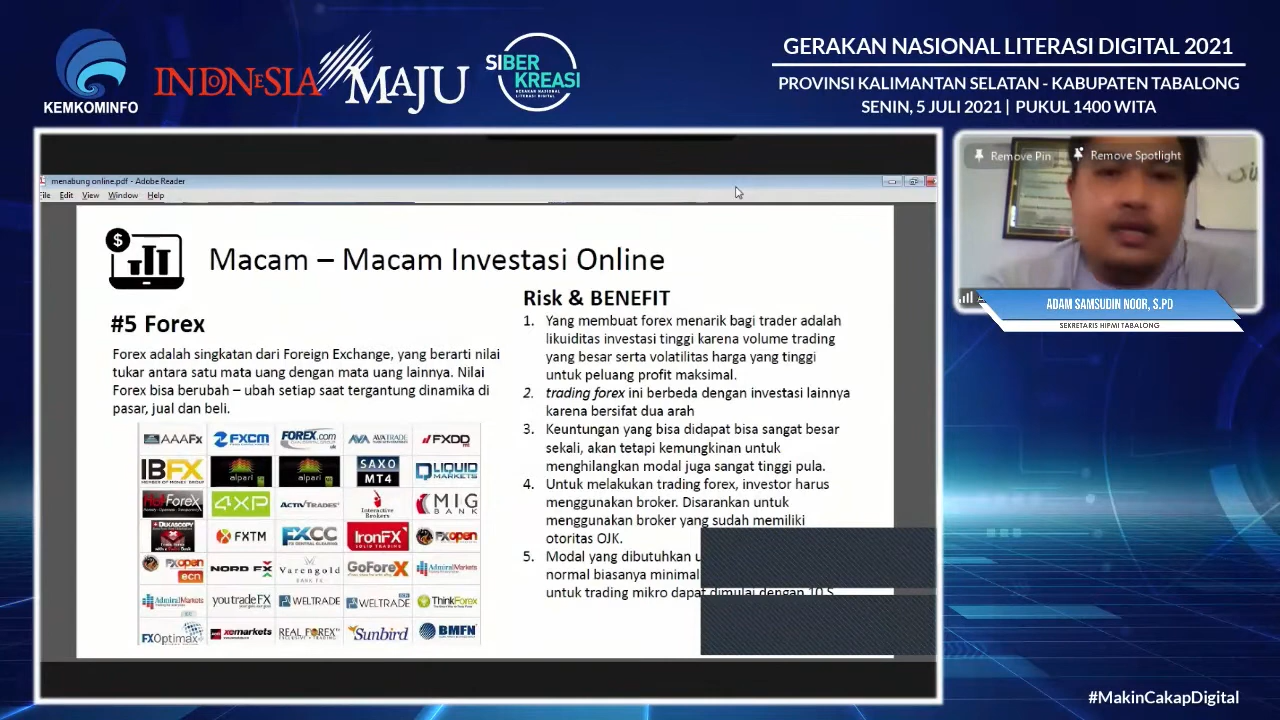 KEMKOMINFO
INDONESIA MAJU
SIBER KREASI
GERAKAN NASIONAL LITERASI DIGITAL
GERAKAN NASIONAL LITERASI DIGITAL 2021
PROVINSI KALIMANTAN SELATAN - KABUPATEN TABALONG
SENIN, 5 JULI 2021 | PUKUL 1400 WITA
menabung online.pdf - Adobe Reader
ile Edit View Window Help
$
Macam – Macam Investasi Online
#5 Forex
Forex adalah singkatan dari Foreign Exchange, yang berarti nilai
tukar antara satu mata uang dengan mata uang lainnya. Nilai
Forex bisa berubah – ubah setiap saat tergantung dinamika di
pasar, jual dan beli.
AAAFx FXCM FOREX.com AVA AVATRADE FXDD
IBFX alpari alpari SAXO MT4 LIQUID MARKETS
HotForex 4XP ACTIVTRADES Interactive Brokers MIG BANK
DUKASCOPY FXTM FXCC IRONFX FXOPEN
FXOPEN ecn NORD FX Varengold BANK FX GoForeX AdmiralMarkets
AdmiralMarkets youtradeFX WELTRADE WELTRADE ThinkForex
FXOptimax xemarkets REAL FOREX Sunbird BMFN
Risk & BENEFIT
1. Yang membuat forex menarik bagi trader adalah
likuiditas investasi tinggi karena volume trading
yang besar serta volatilitas harga yang tinggi
untuk peluang profit maksimal.
2. trading forex ini berbeda dengan investasi lainnya
karena bersifat dua arah
3. Keuntungan yang bisa didapat bisa sangat besar
sekali, akan tetapi kemungkinan untuk
menghilangkan modal juga sangat tinggi pula.
4. Untuk melakukan trading forex, investor harus
menggunakan broker. Disarankan untuk
menggunakan broker yang sudah memiliki
otoritas OJK.
5. Modal yang dibutuhkan u
normal biasanya minimal
untuk trading mikro dapat dimulai dengan 10 $
Remove Pin Remove Spotlight
ADAM SAMSUDIN NOOR, S.PD
SEKRETARIS HIPMI TABALONG
#MakinCakapDigital